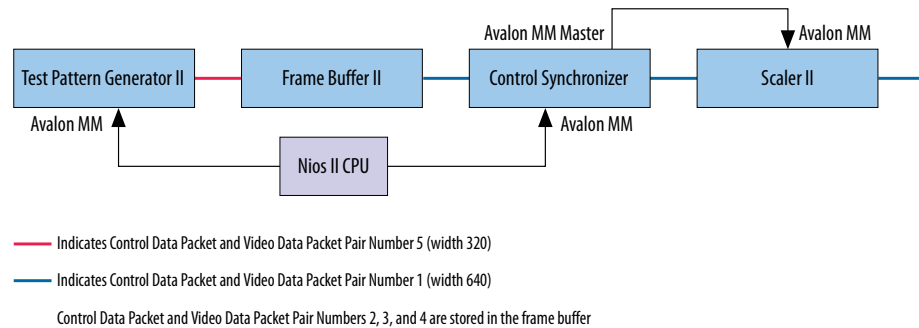 Avalon MM Master
Avalon MM
Test Pattern Generator II
Frame Buffer II
Control Synchronizer
Scaler II
Avalon MM
Avalon MM
Nios II CPU
Indicates Control Data Packet and Video Data Packet Pair Number 5 (width 320)
Indicates Control Data Packet and Video Data Packet Pair Number 1 (width 640)
Control Data Packet and Video Data Packet Pair Numbers 2, 3, and 4 are stored in the frame buffer